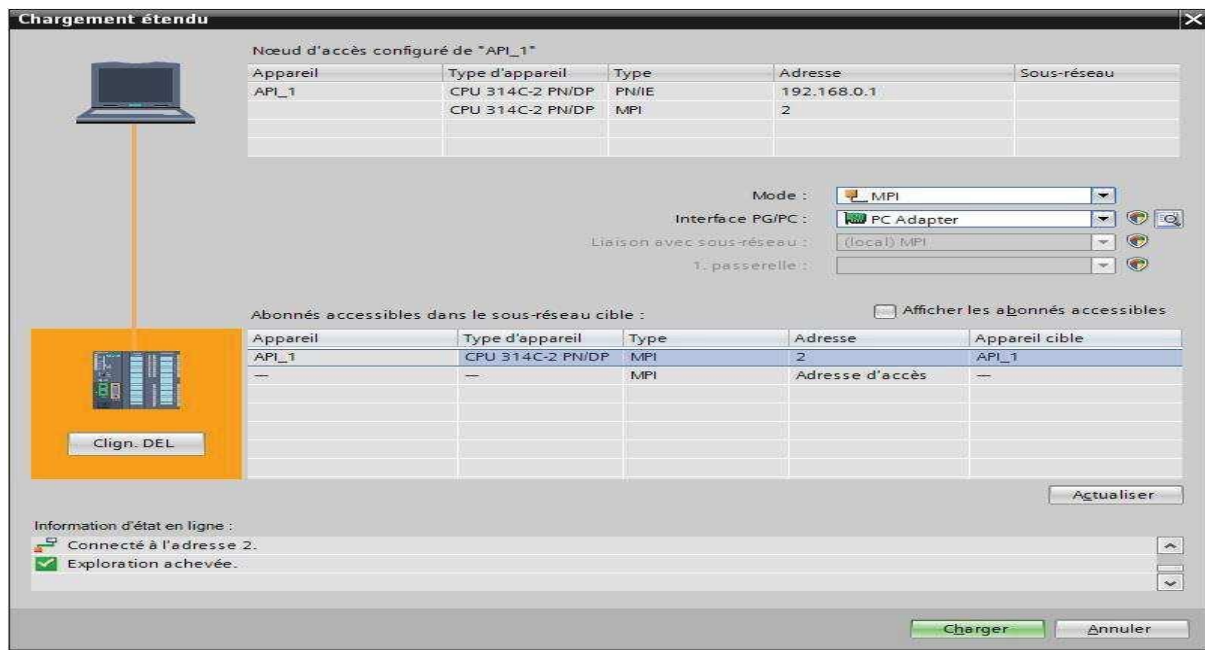 Chargement étendu
Nœud d'accès configuré de "API_1"
Appareil Type d'appareil Type Adresse Sous-réseau
API_1 CPU 314C-2 PN/DP PN/IE 192.168.0.1
CPU 314C-2 PN/DP MPI 2
Mode : MPI
Interface PG/PC : PC Adapter
Liaison avec sous-réseau : (local) MPI
1. passerelle :
Abonnés accessibles dans le sous-réseau cible :
Afficher les abonnés accessibles
Appareil Type d'appareil Type Adresse Appareil cible
API_1 CPU 314C-2 PN/DP MPI 2 API_1
— — MPI Adresse d'accès —
Clign. DEL
Actualiser
Information d'état en ligne :
Connecté à l'adresse 2.
Exploration achevée.
Charger Annuler